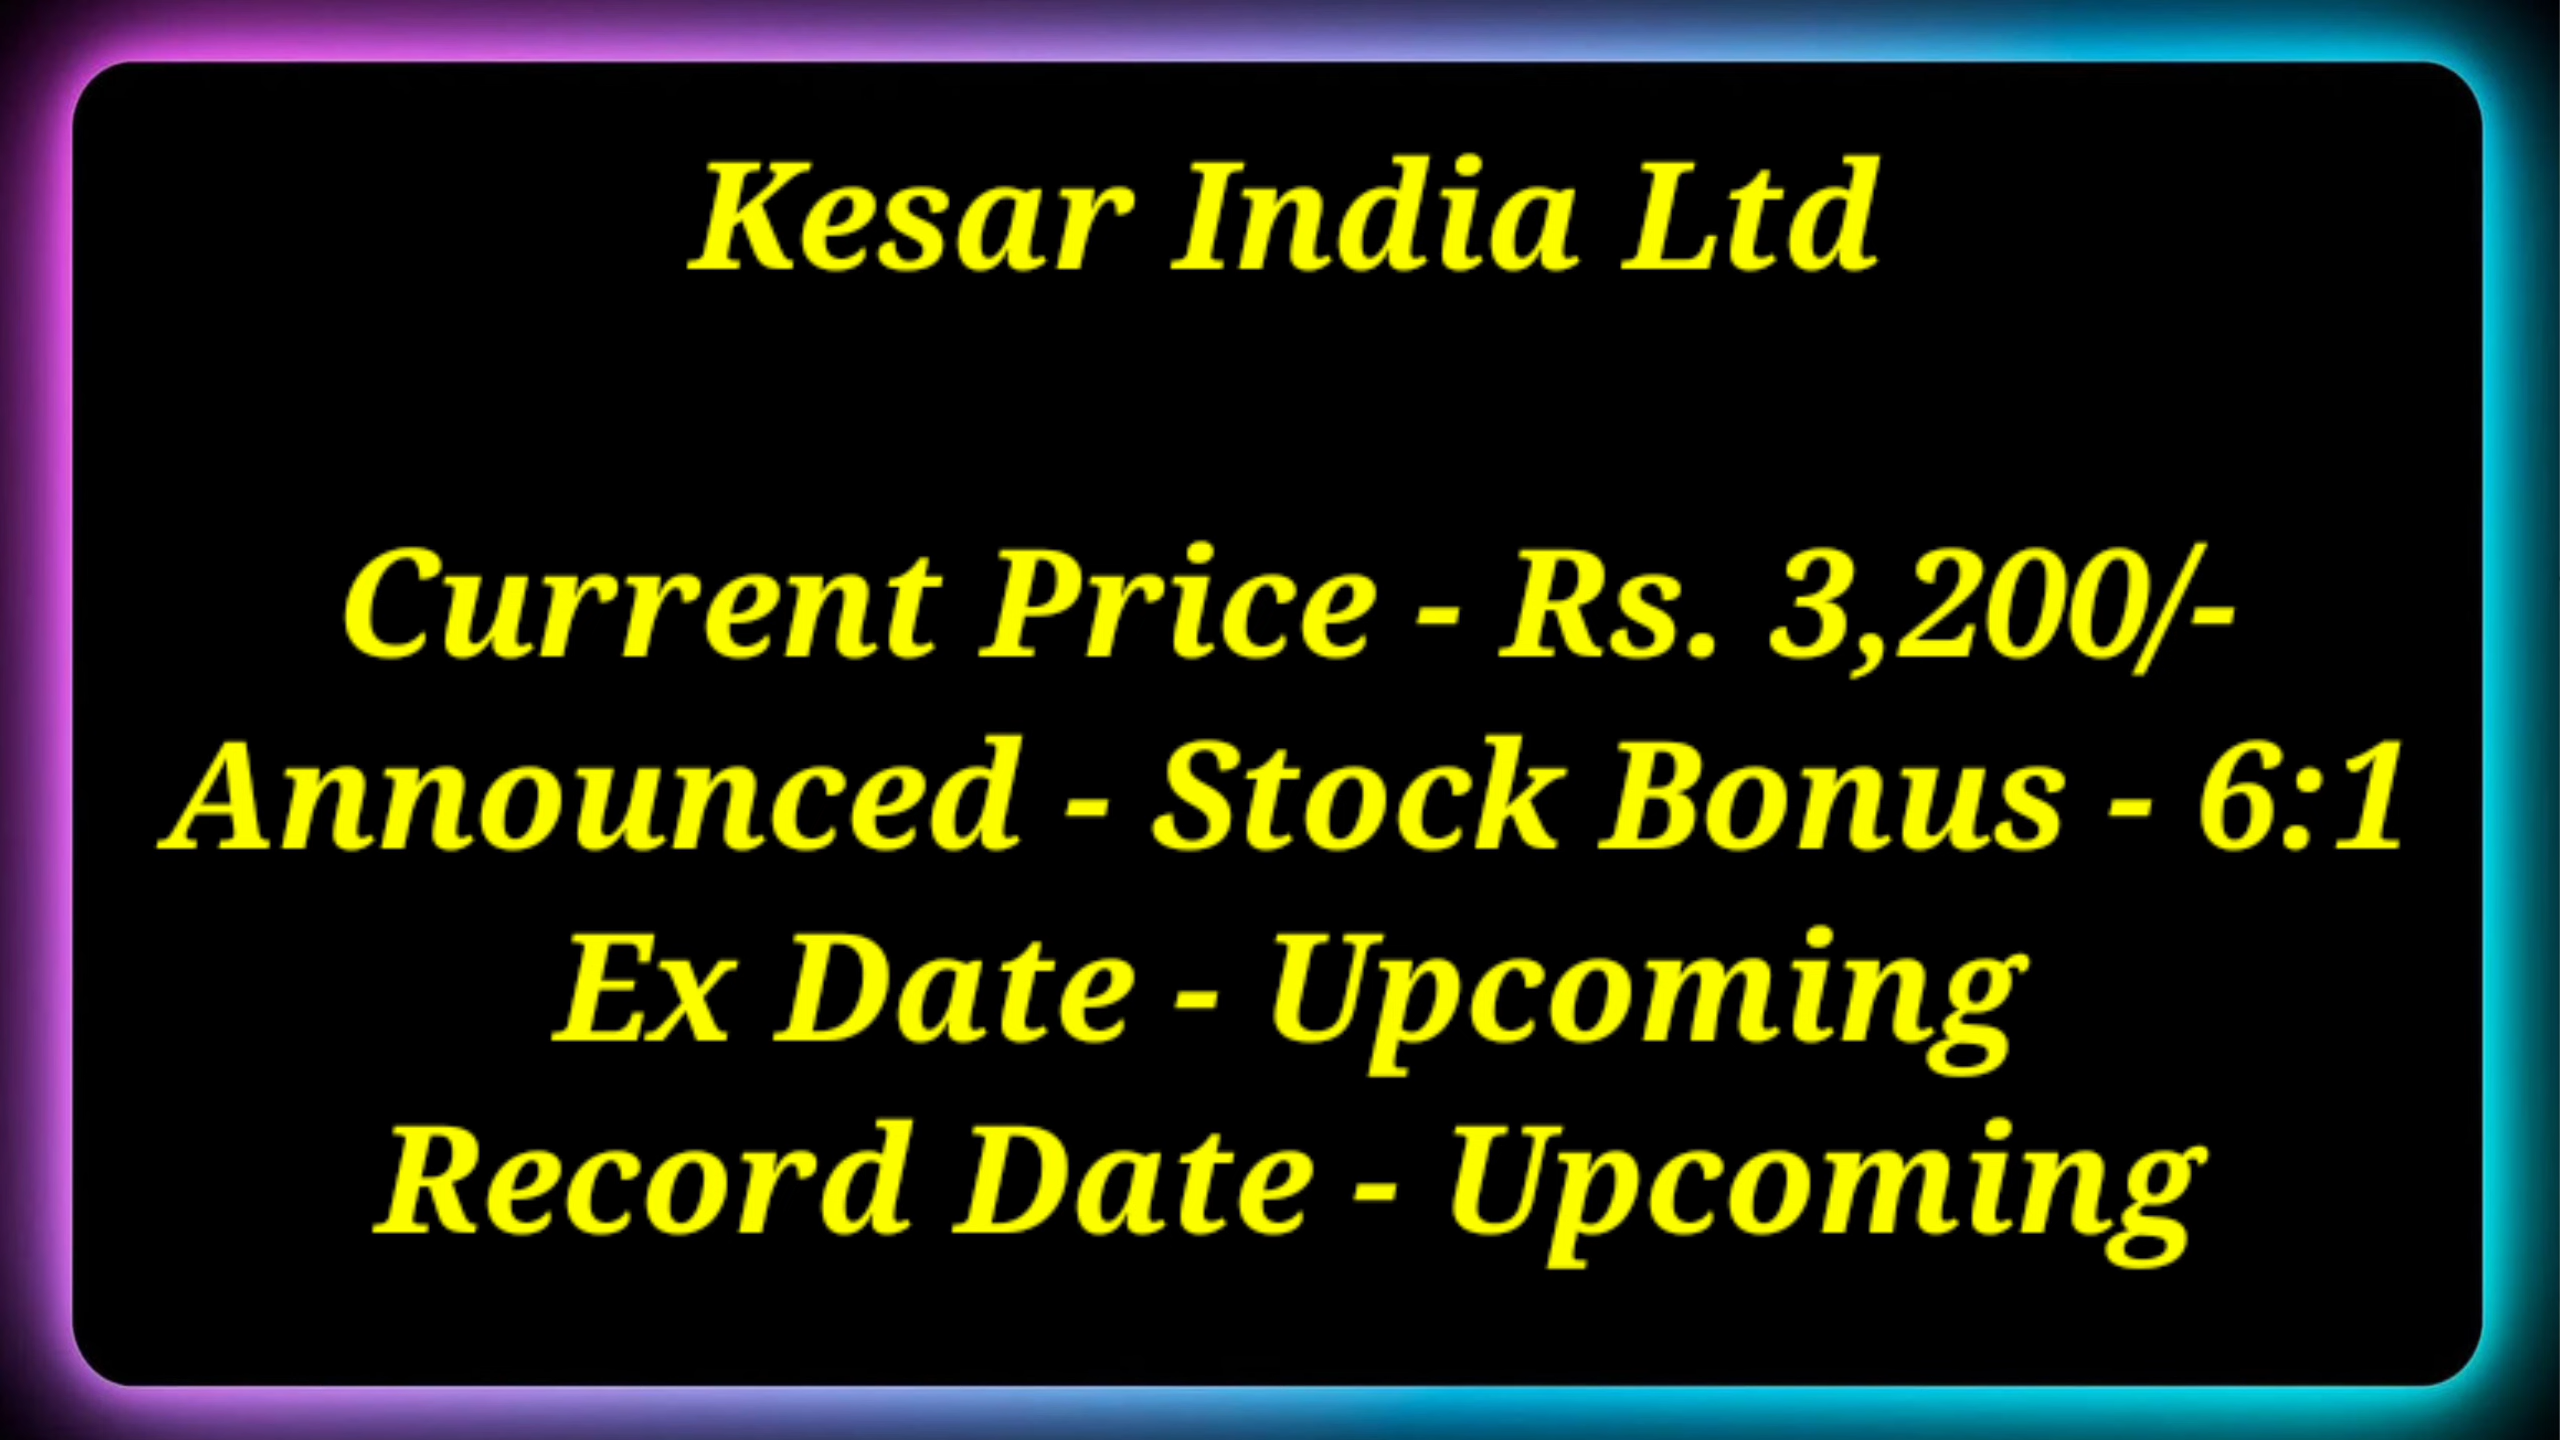 Kesar India Ltd
Current Price - Rs. 3,200/-
Announced - Stock Bonus - 6:1
Ex Date - Upcoming
Record Date - Upcoming